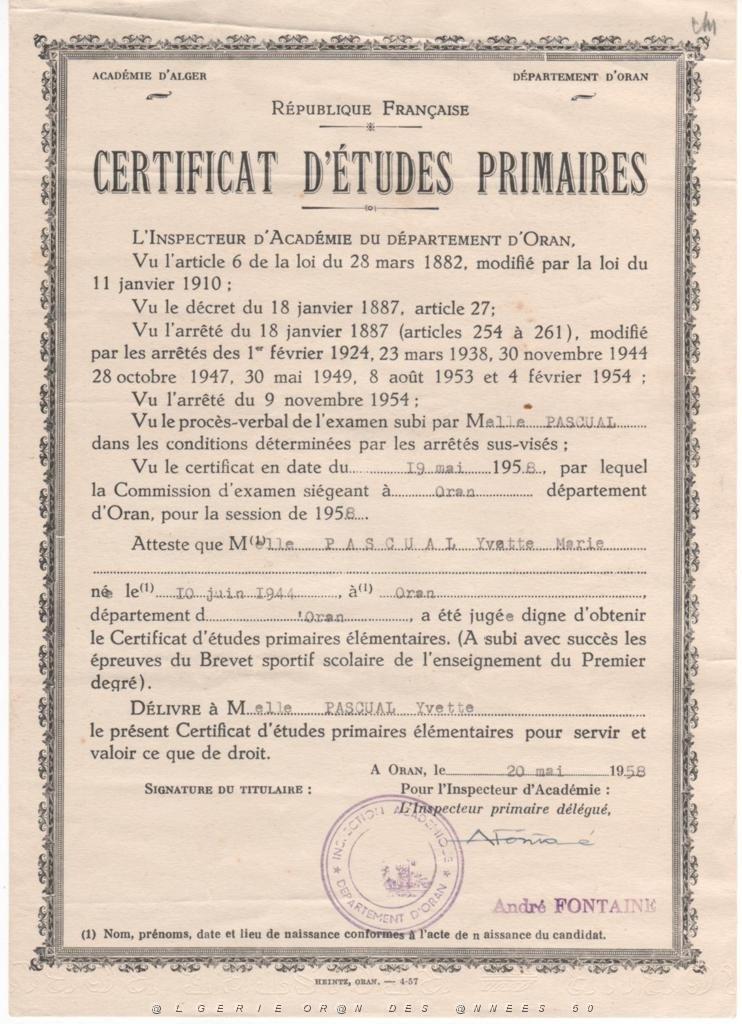 ACADÉMIE D'ALGER
DÉPARTEMENT D'ORAN
RÉPUBLIQUE FRANÇAISE
CERTIFICAT D'ÉTUDES PRIMAIRES
L'INSPECTEUR D'ACADÉMIE DU DÉPARTEMENT D'ORAN,
Vu l'article 6 de la loi du 28 mars 1882, modifié par la loi du
11 janvier 1910 ;
Vu le décret du 18 janvier 1887, article 27;
Vu l'arrêté du 18 janvier 1887 (articles 254 à 261), modifié
par les arrêtés des 1er février 1924, 23 mars 1938, 30 novembre 1944
28 octobre 1947, 30 mai 1949, 8 août 1953 et 4 février 1954 ;
Vu l'arrêté du 9 novembre 1954 ;
Vu le procès-verbal de l'examen subi par Melle PASCUAL
dans les conditions déterminées par les arrêtés sus-visés ;
Vu le certificat en date du 19 mai 1958, par lequel
la Commission d'examen siégeant à Oran département
d'Oran, pour la session de 1958.
Atteste que M(1)elle PASCUAL Yvette Marie
née le(1) 10 juin 1944, à(1) Oran,
département d'Oran, a été jugée digne d'obtenir
le Certificat d'études primaires élémentaires. (A subi avec succès les
épreuves du Brevet sportif scolaire de l'enseignement du Premier
degré).
DÉLIVRE à Melle PASCUAL Yvette
le présent Certificat d'études primaires élémentaires pour servir et
valoir ce que de droit.
A ORAN, le 20 mai 1958
SIGNATURE DU TITULAIRE :
Pour l'Inspecteur d'Académie :
L'Inspecteur primaire délégué,
INSPECTION ACADÉMIQUE
DÉPARTEMENT D'ORAN
André FONTAINE
(1) Nom, prénoms, date et lieu de naissance conformes à l'acte de n aissance du candidat.
HEINTZ, ORAN. — 4-57
@LGERIE OR@N DES @NNEES 50